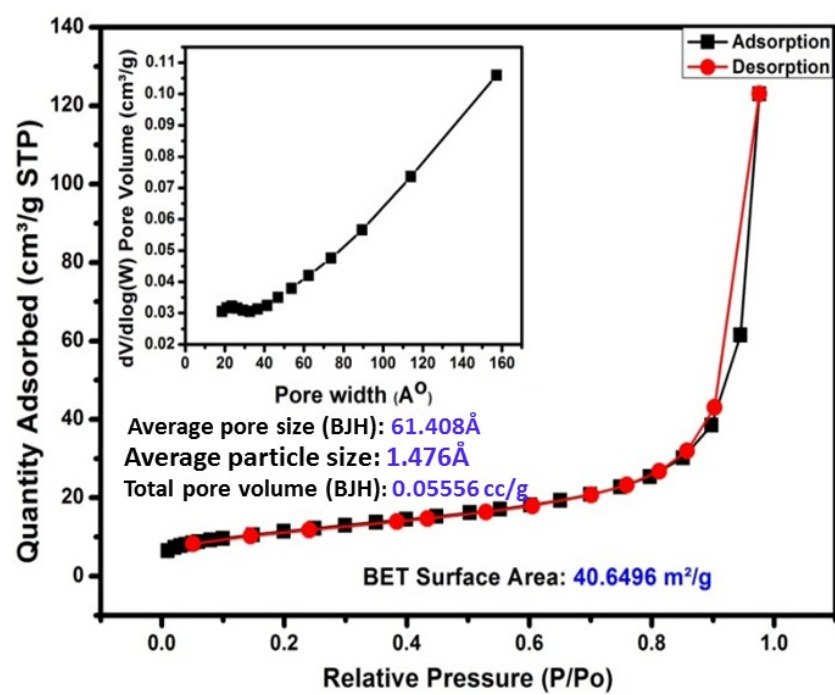 Adsorption
Desorption
Quantity Adsorbed (cm³/g STP)
140
120
100
80
60
40
20
0
dV/dlog(W) Pore Volume (cm³/g)
0.11
0.10
0.09
0.08
0.07
0.06
0.05
0.04
0.03
0.02
0 20 40 60 80 100 120 140 160
Pore width (Aº)
Average pore size (BJH): 61.408Å
Average particle size: 1.476Å
Total pore volume (BJH): 0.05556 cc/g
BET Surface Area: 40.6496 m²/g
0.0 0.2 0.4 0.6 0.8 1.0
Relative Pressure (P/Po)